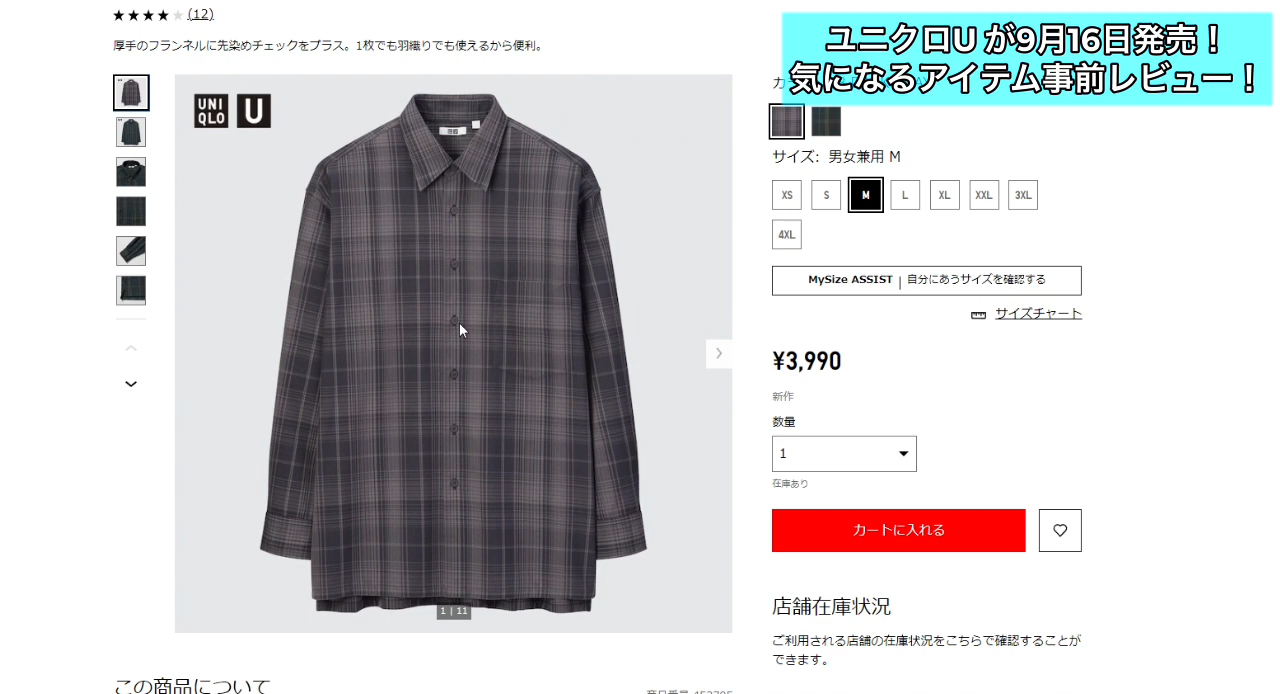 (12)
厚手のフランネルに先染めチェックをプラス。1枚でも羽織りでも使えるから便利。
UNI
QLO
U
ユニクロU が9月16日発売！
気になるアイテム事前レビュー！
サイズ: 男女兼用 M
XS
S
M
L
XL
XXL
3XL
4XL
MySize ASSIST | 自分にあうサイズを確認する
サイズチャート
¥3,990
新作
数量
1
在庫あり
カートに入れる
1 | 11
店舗在庫状況
ご利用される店舗の在庫状況をこちらで確認することが
できます。
この商品について